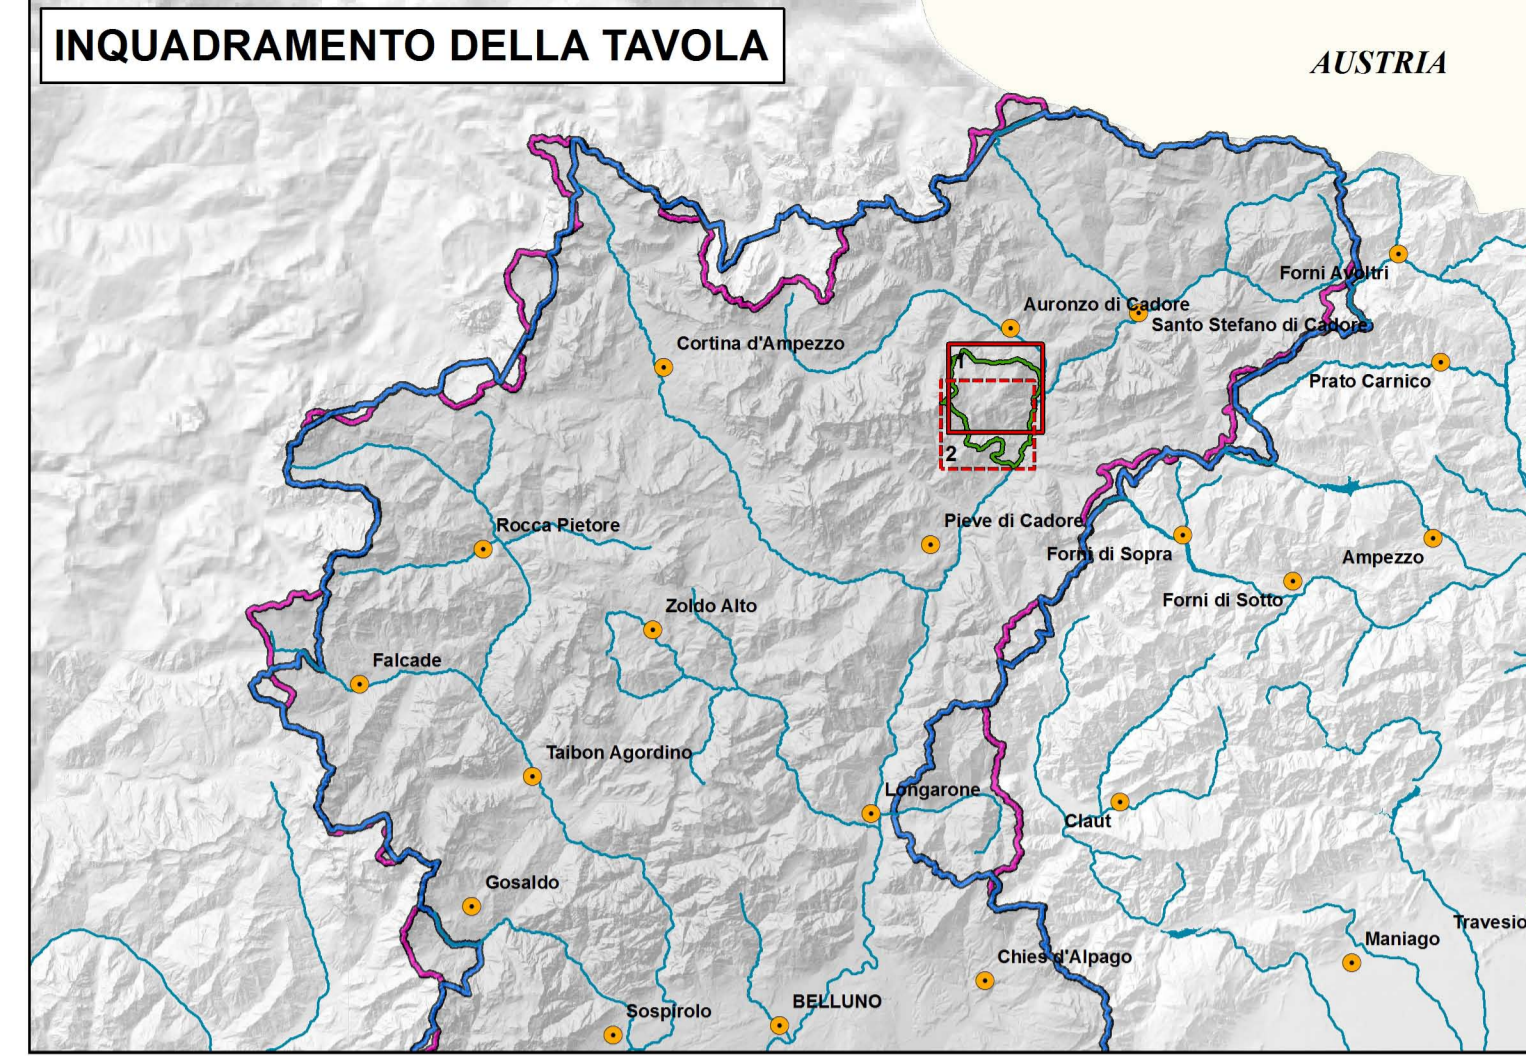 INQUADRAMENTO DELLA TAVOLA
AUSTRIA
Forni Avoltri
Auronzo di Cadore
Santo Stefano di Cadore
Cortina d'Ampezzo
1
Prato Carnico
2
Pieve di Cadore
Rocca Pietore
Forni di Sopra
Ampezzo
Forni di Sotto
Zoldo Alto
Falcade
Taibon Agordino
Longarone
Claut
Gosaldo
Travesio
Maniago
Chies d'Alpago
BELLUNO
Sospirolo